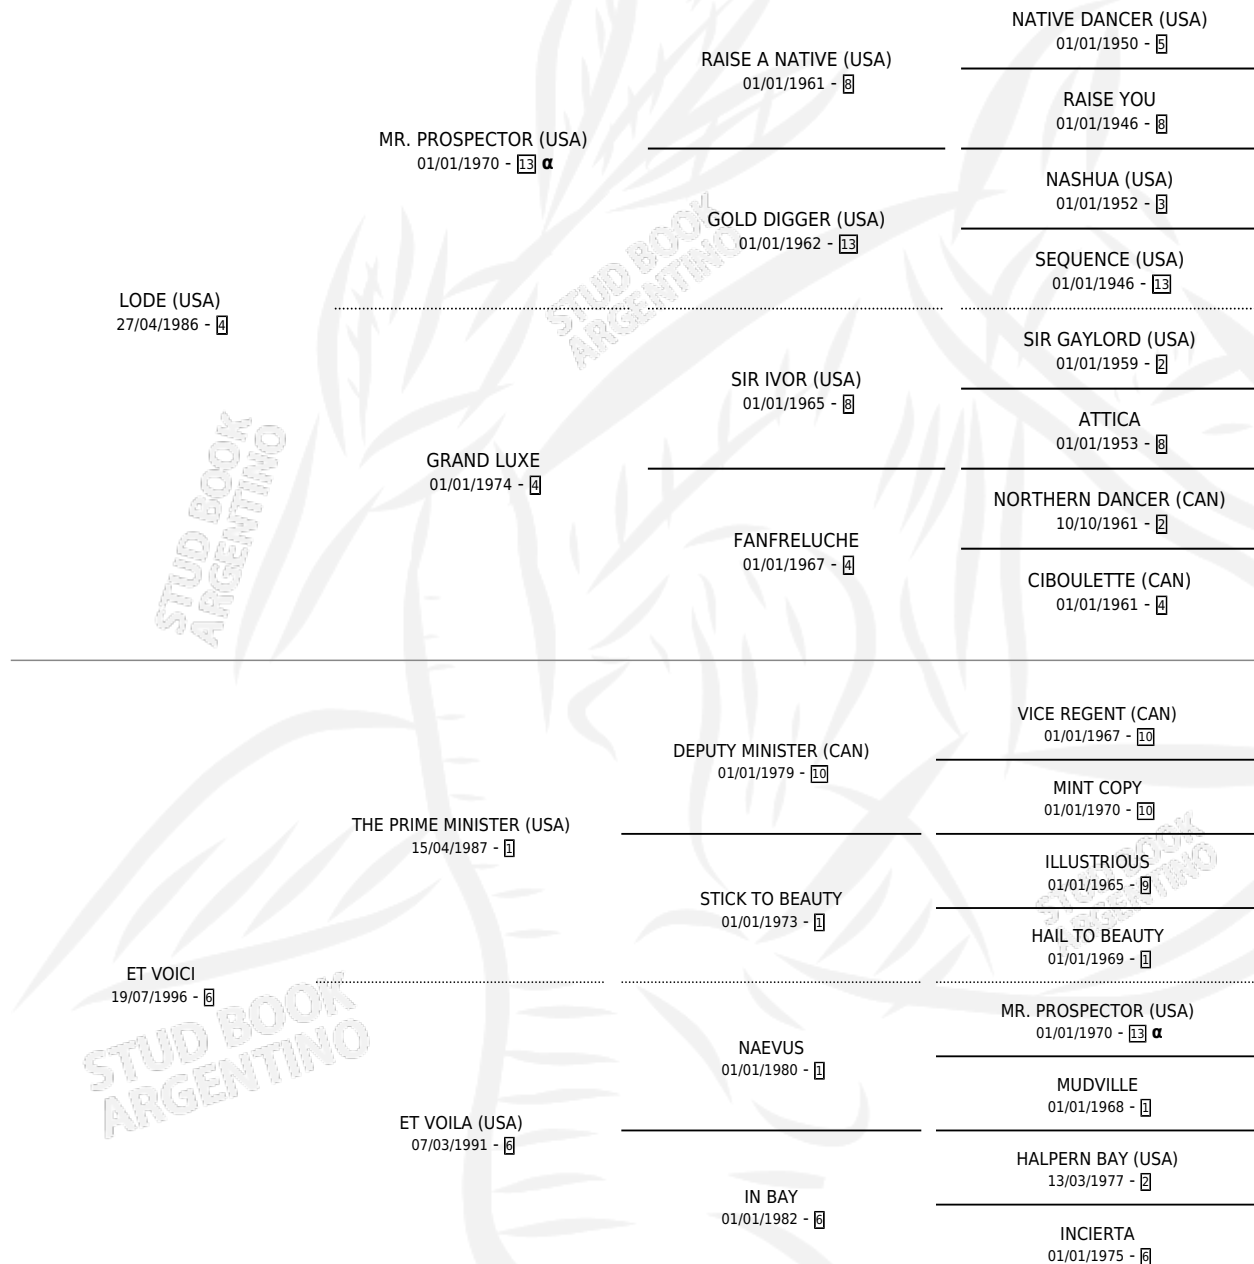 NATIVE DANCER (USA)
01/01/1950 - 5
RAISE A NATIVE (USA)
01/01/1961 - 8
RAISE YOU
01/01/1946 - 8
MR. PROSPECTOR (USA)
01/01/1970 - 13 α
NASHUA (USA)
01/01/1952 - 3
GOLD DIGGER (USA)
01/01/1962 - 13
SEQUENCE (USA)
01/01/1946 - 13
LODE (USA)
27/04/1986 - 4
SIR GAYLORD (USA)
01/01/1959 - 2
SIR IVOR (USA)
01/01/1965 - 8
ATTICA
01/01/1953 - 8
GRAND LUXE
01/01/1974 - 4
NORTHERN DANCER (CAN)
10/10/1961 - 2
FANFRELUCHE
01/01/1967 - 4
CIBOULETTE (CAN)
01/01/1961 - 4
VICE REGENT (CAN)
01/01/1967 - 10
DEPUTY MINISTER (CAN)
01/01/1979 - 10
MINT COPY
01/01/1970 - 10
THE PRIME MINISTER (USA)
15/04/1987 - 1
ILLUSTRIOUS
01/01/1965 - 9
STICK TO BEAUTY
01/01/1973 - 1
HAIL TO BEAUTY
01/01/1969 - 1
ET VOICI
19/07/1996 - 6
MR. PROSPECTOR (USA)
01/01/1970 - 13 α
NAEVUS
01/01/1980 - 1
MUDVILLE
01/01/1968 - 1
ET VOILA (USA)
07/03/1991 - 6
HALPERN BAY (USA)
13/03/1977 - 2
IN BAY
01/01/1982 - 6
INCIERTA
01/01/1975 - 6
STUD BOOK
ARGENTINO
STUD BOOK
ARGENTINO
STUD BOOK
ARGENTINO
STUD BOOK
ARGENTINO